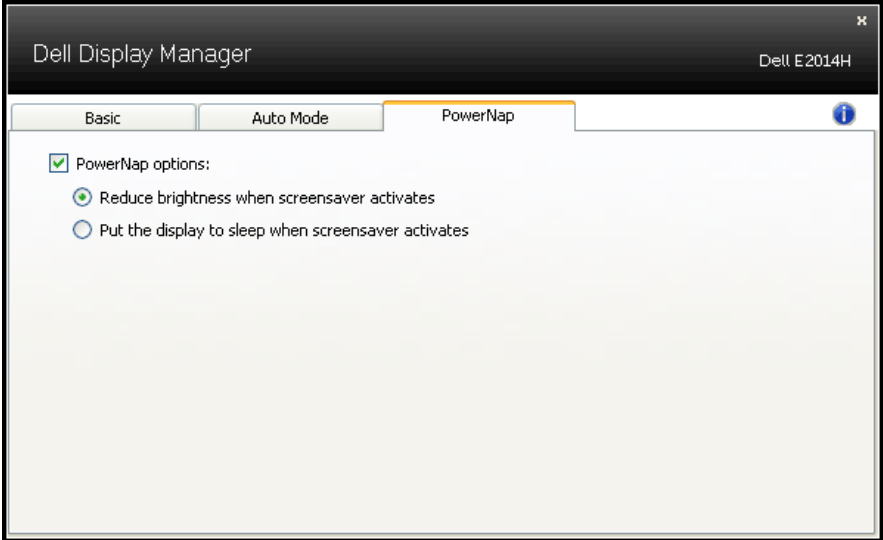 Dell Display Manager
Dell E2014H
Basic
Auto Mode
PowerNap
PowerNap options:
Reduce brightness when screensaver activates
Put the display to sleep when screensaver activates